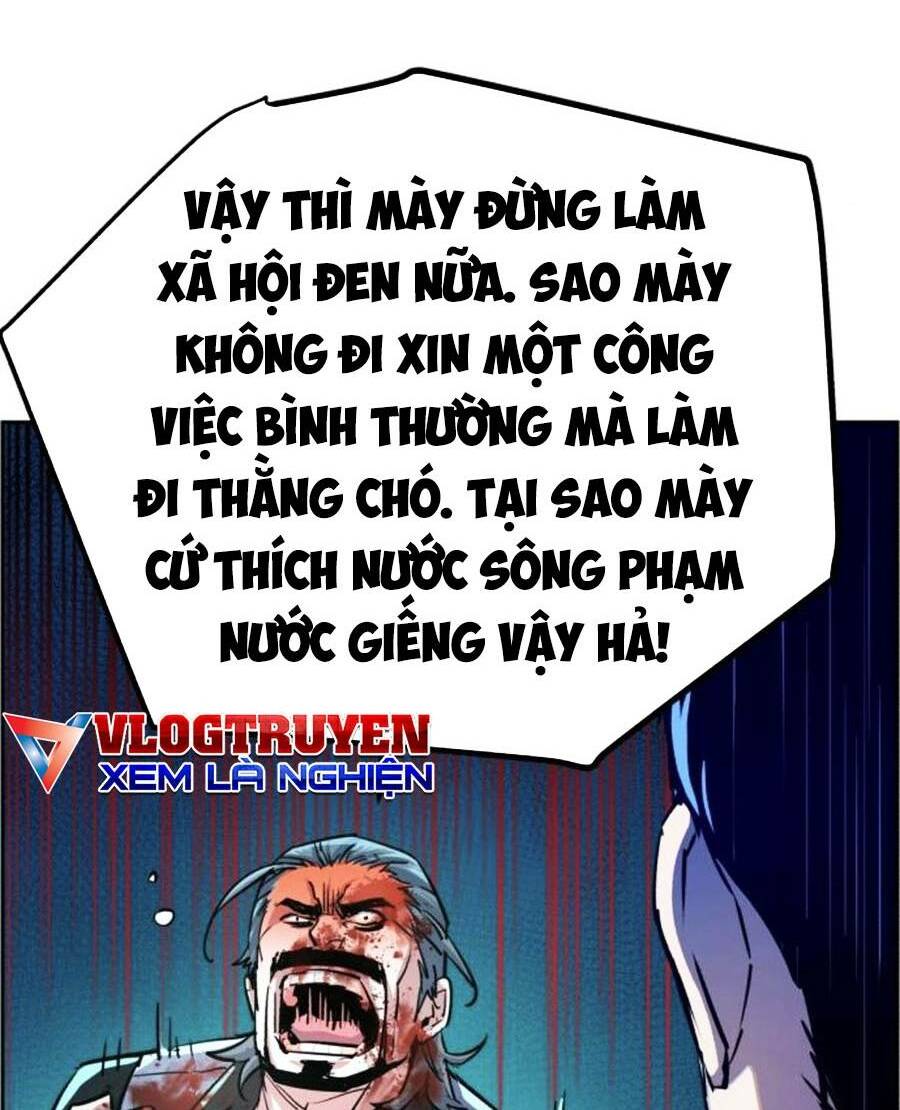 VẬY THÌ MÀY ĐỪNG LÀM
XÃ HỘI ĐEN NỮA. SAO MÀY
KHÔNG ĐI XIN MỘT CÔNG
VIỆC BÌNH THƯỜNG MÀ LÀM
ĐI THẰNG CHÓ. TẠI SAO MÀY
CỨ THÍCH NƯỚC SÔNG PHẠM
NƯỚC GIẾNG VẬY HẢ!
VLOGTRUYEN
XEM LÀ NGHIỆN